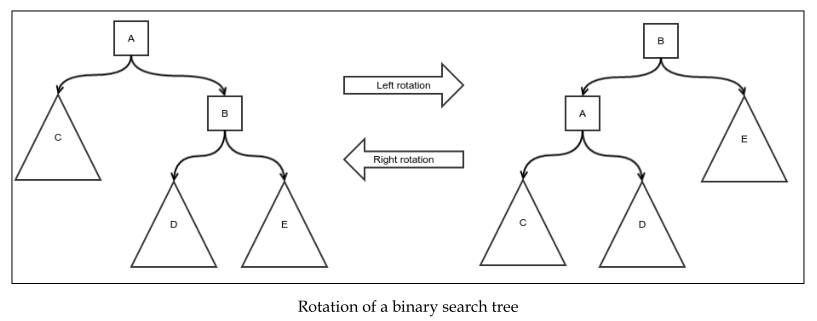 A
B
Left rotation
C
B
A
E
Right rotation
D
E
C
D
Rotation of a binary search tree